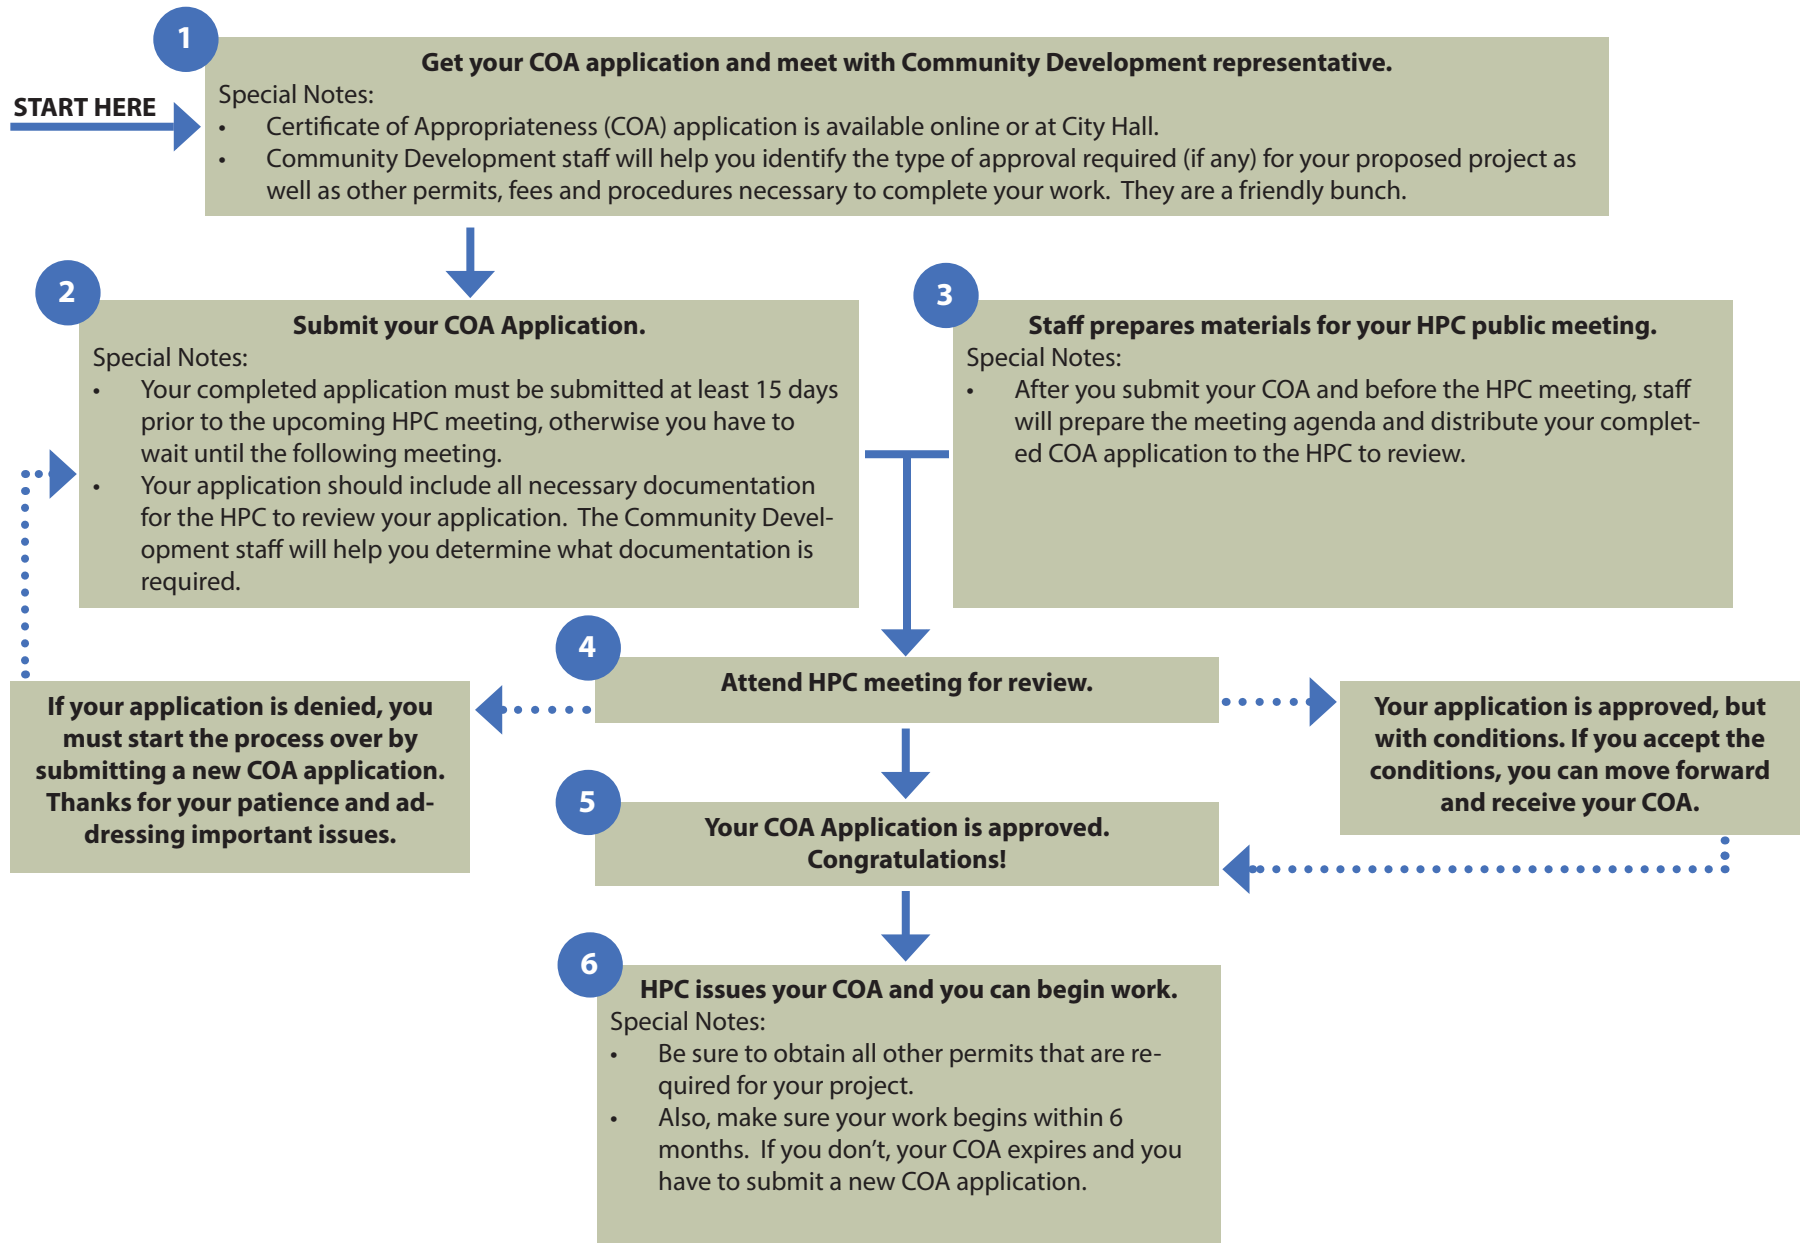 1
Get your COA application and meet with Community Development representative.
START HERE
Special Notes:
• Certificate of Appropriateness (COA) application is available online or at City Hall.
• Community Development staff will help you identify the type of approval required (if any) for your proposed project as
well as other permits, fees and procedures necessary to complete your work. They are a friendly bunch.
2
Submit your COA Application.
Special Notes:
• Your completed application must be submitted at least 15 days
prior to the upcoming HPC meeting, otherwise you have to
wait until the following meeting.
• Your application should include all necessary documentation
for the HPC to review your application. The Community Devel-
opment staff will help you determine what documentation is
required.
3
Staff prepares materials for your HPC public meeting.
Special Notes:
• After you submit your COA and before the HPC meeting, staff
will prepare the meeting agenda and distribute your complet-
ed COA application to the HPC to review.
4
Attend HPC meeting for review.
If your application is denied, you
must start the process over by
submitting a new COA application.
Thanks for your patience and ad-
dressing important issues.
Your application is approved, but
with conditions. If you accept the
conditions, you can move forward
and receive your COA.
5
Your COA Application is approved.
Congratulations!
6
HPC issues your COA and you can begin work.
Special Notes:
• Be sure to obtain all other permits that are re-
quired for your project.
• Also, make sure your work begins within 6
months. If you don’t, your COA expires and you
have to submit a new COA application.